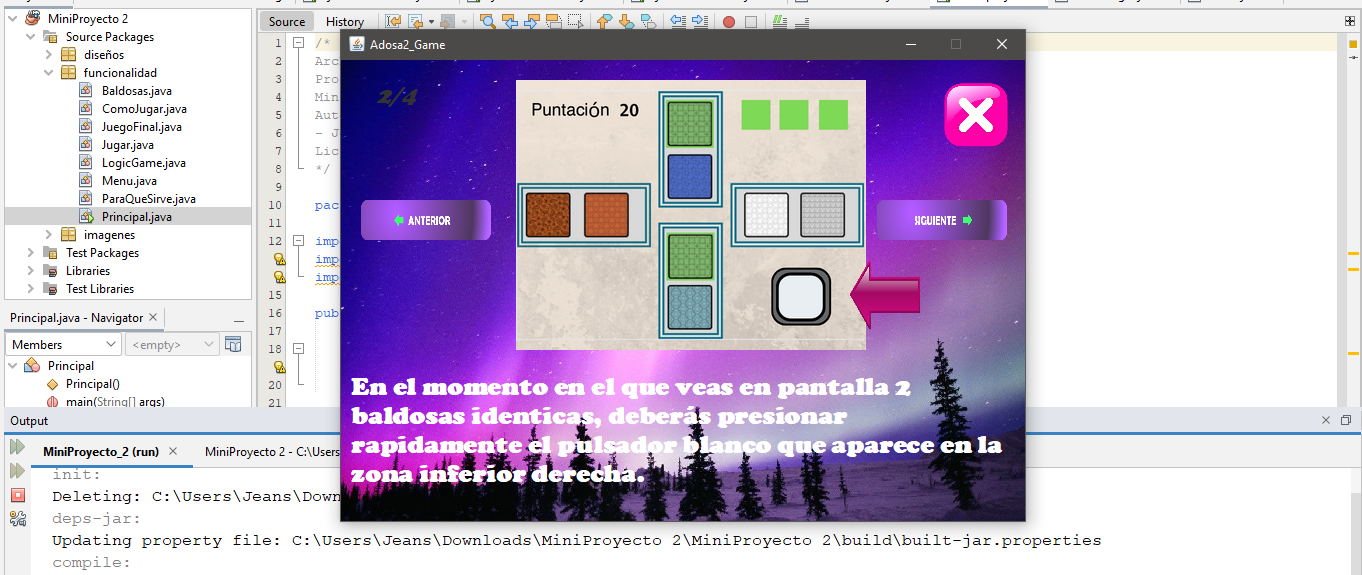 MiniProyecto 2
Source Packages
diseños
funcionalidad
Baldosas.java
ComoJugar.java
JuegoFinal.java
Jugar.java
LogicGame.java
Menu.java
ParaQueSirve.java
Principal.java
imagenes
Test Packages
Libraries
Test Libraries
Principal.java - Navigator
Members
<empty>
Principal
Principal()
main(String[] args)
Source
History
1 /*
2 Arc
3 Pro
4 Min
5 Aut
6 - J
7 Lic
8 */
9
10 pac
11
12 imp
imp
imp
15
16 pub
17
18
20
21
Adosa2_Game
2/4
Puntación 20
ANTERIOR
SIGUIENTE
En el momento en el que veas en pantalla 2
baldosas identicas, deberás presionar
rapidamente el pulsador blanco que aparece en la
zona inferior derecha.
Output
MiniProyecto_2 (run)
MiniProyecto 2 - C:\Users
init:
Deleting: C:\Users\Jeans\Down
deps-jar:
Updating property file: C:\Users\Jeans\Downloads\MiniProyecto 2\MiniProyecto 2\build\built-jar.properties
compile: